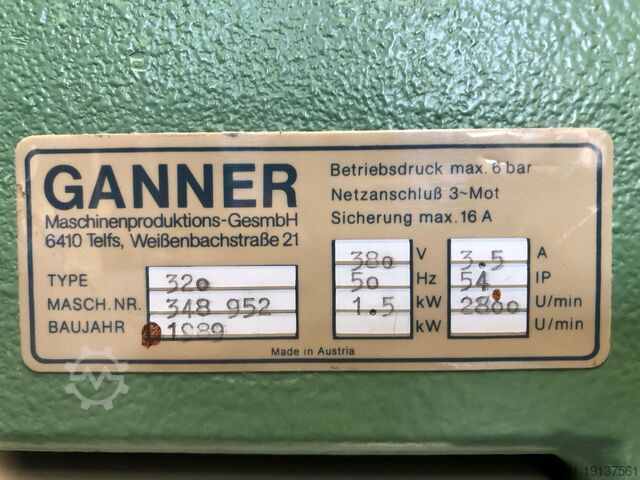 GANNER
Maschinenproduktions-GesmbH
6410 Telfs, Weißenbachstraße 21
Betriebsdruck max. 6 bar
Netzanschluß 3~Mot
Sicherung max. 16 A
TYPE 320
MASCH. NR. 348 952
BAUJAHR 1989
380 V 3.5 A
50 Hz 54 IP
1.5 kW 2800 U/min
kW U/min
Made in Austria
-19137561